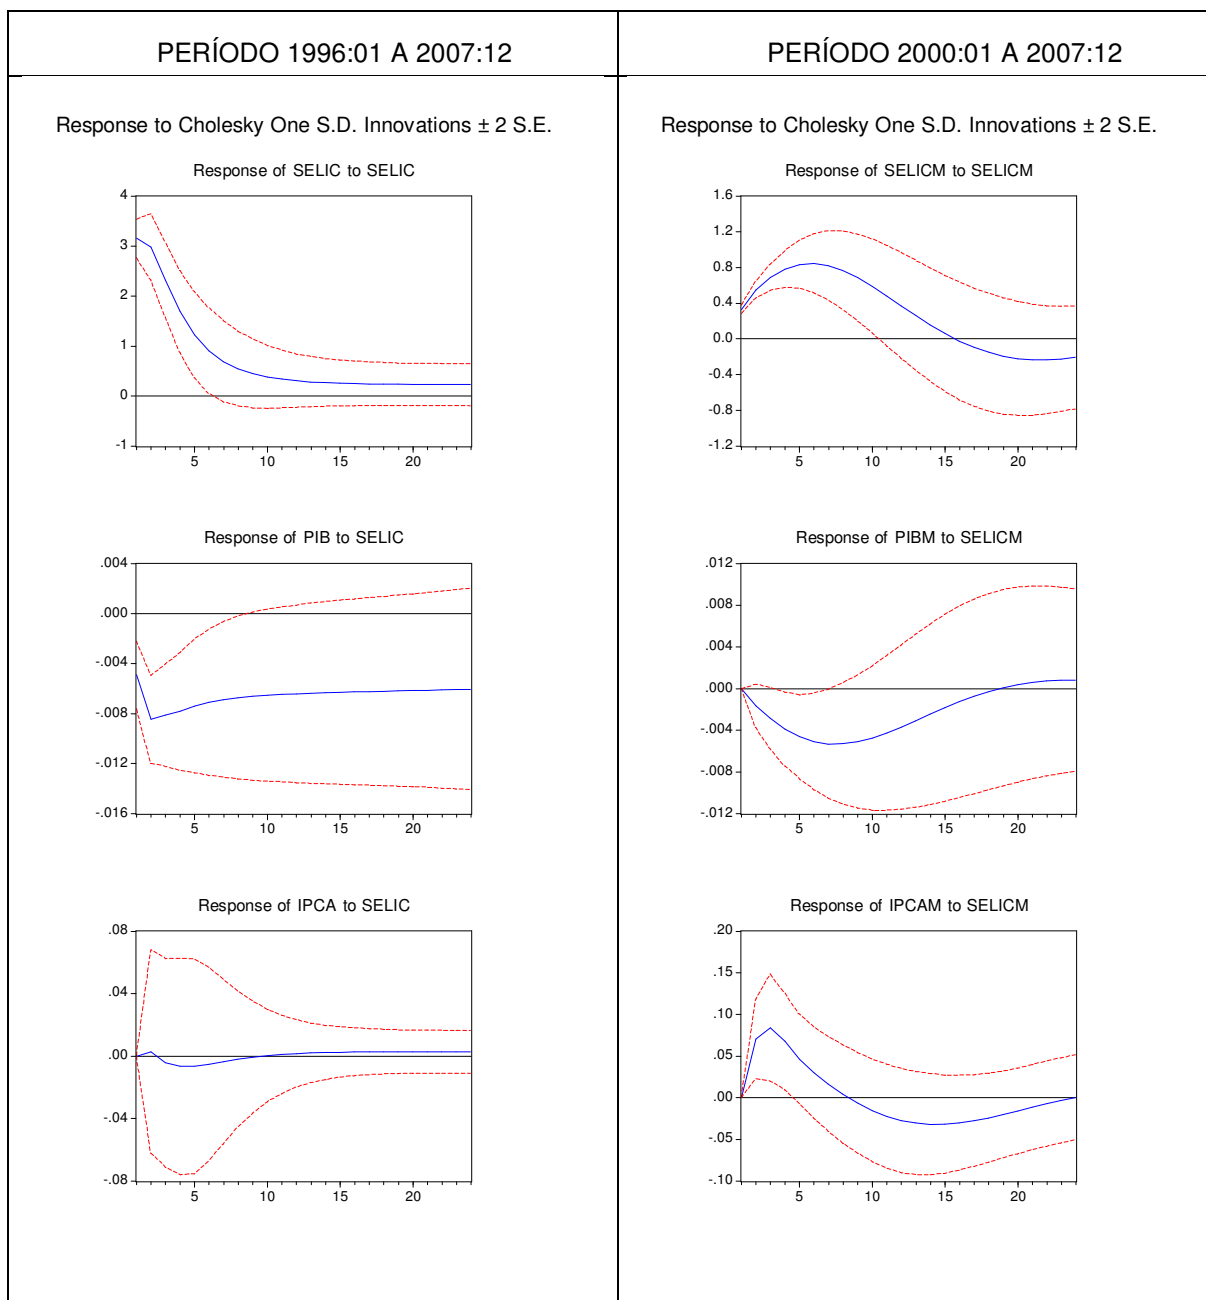 PERÍODO 1996:01 A 2007:12
Response to Cholesky One S.D. Innovations ± 2 S.E.
Response of SELIC to SELIC
4
3
2
1
0
-1
5 10 15 20
Response of PIB to SELIC
.004
.000
-.004
-.008
-.012
-.016
5 10 15 20
Response of IPCA to SELIC
.08
.04
.00
-.04
-.08
5 10 15 20
PERÍODO 2000:01 A 2007:12
Response to Cholesky One S.D. Innovations ± 2 S.E.
Response of SELICM to SELICM
1.6
1.2
0.8
0.4
0.0
-0.4
-0.8
-1.2
5 10 15 20
Response of PIBM to SELICM
.012
.008
.004
.000
-.004
-.008
-.012
5 10 15 20
Response of IPCAM to SELICM
.20
.15
.10
.05
.00
-.05
-.10
5 10 15 20